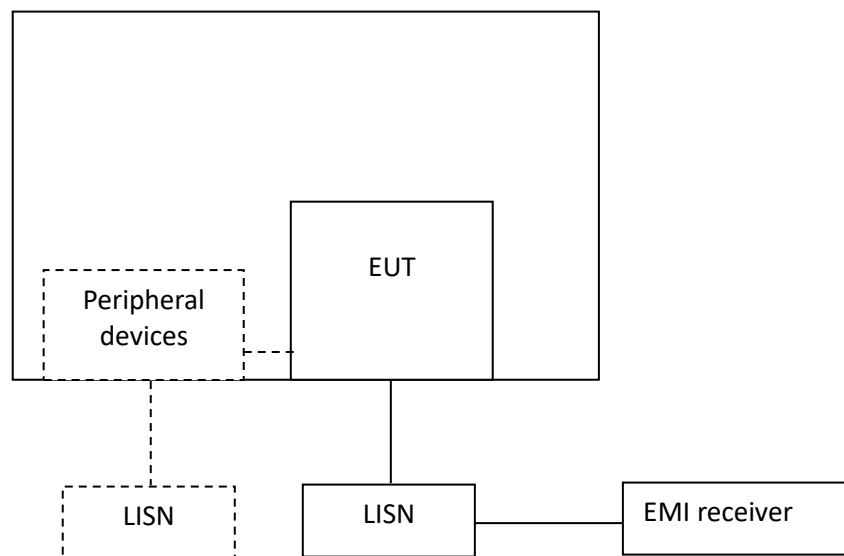 EUT
Peripheral
devices
LISN
LISN
EMI receiver